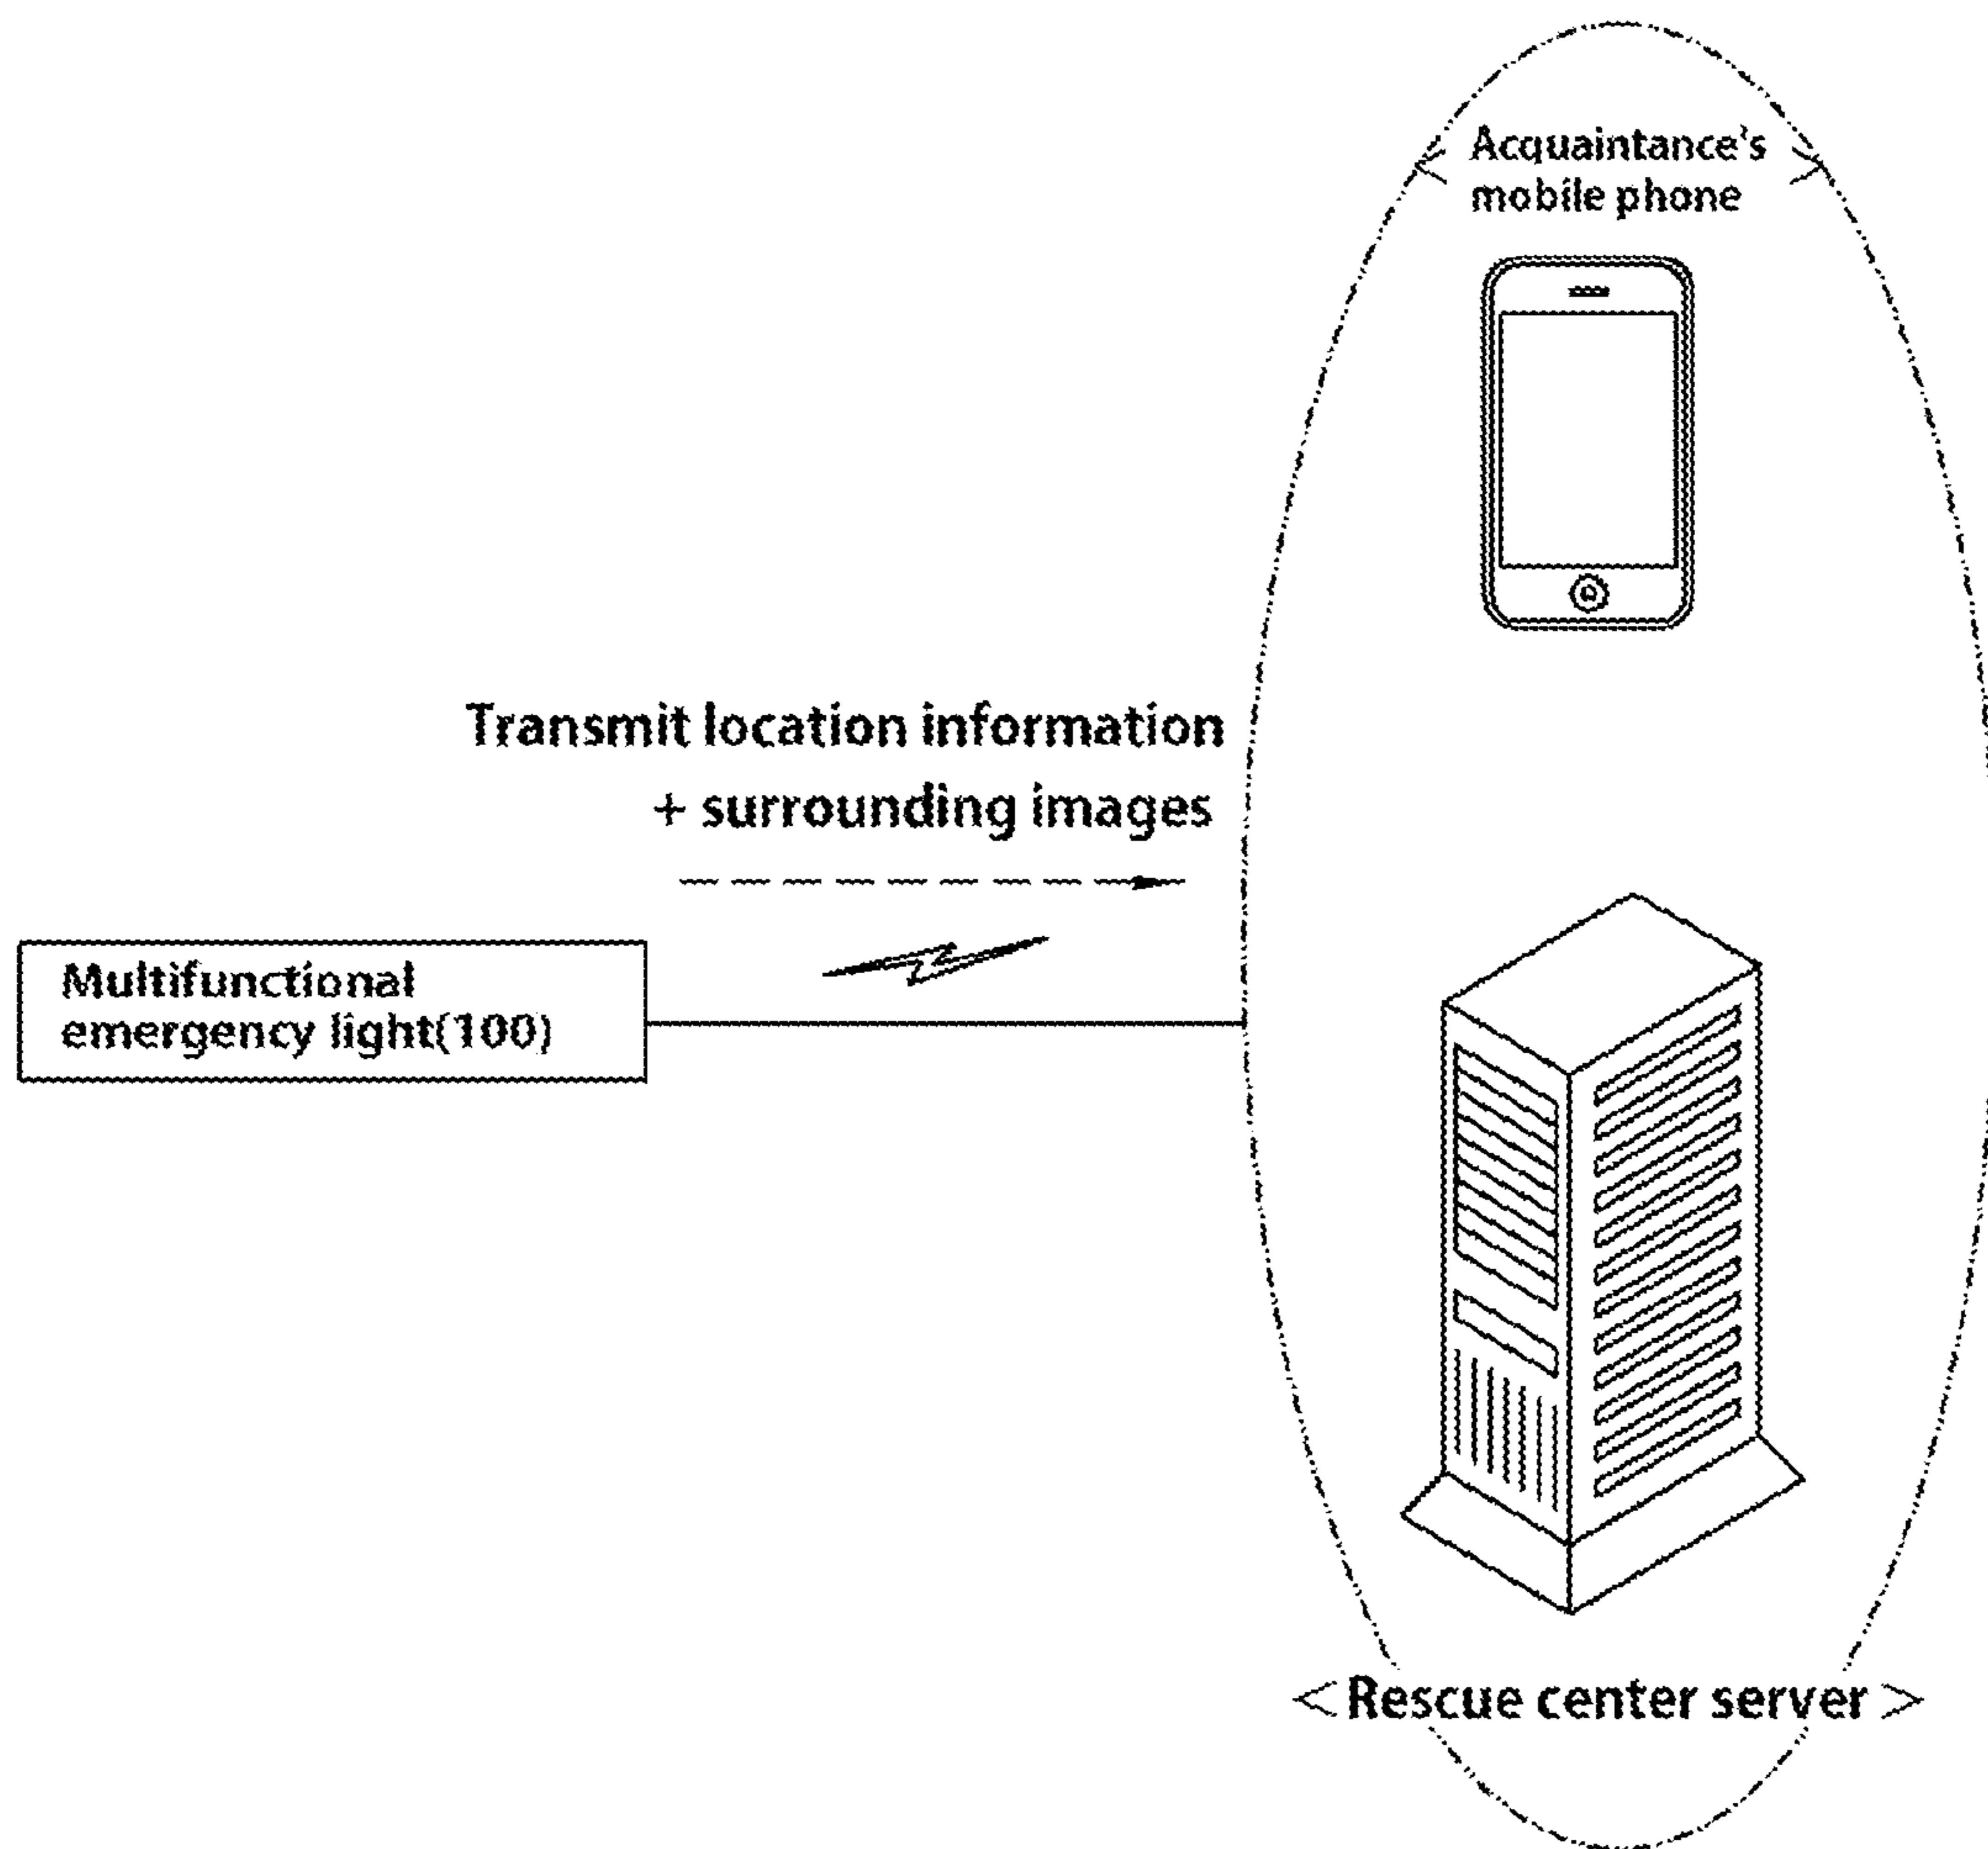 < Acquaintance's >
mobile phone
Transmit location information
+ surrounding images
Multifunctional
emergency light(100)
< Rescue center server >